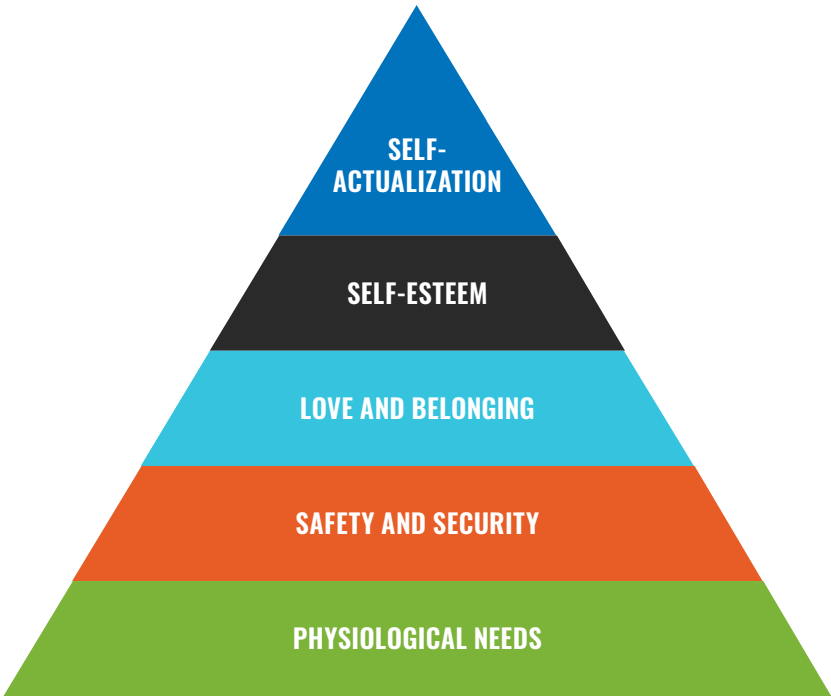 SELF-
ACTUALIZATION
SELF-ESTEEM
LOVE AND BELONGING
SAFETY AND SECURITY
PHYSIOLOGICAL NEEDS